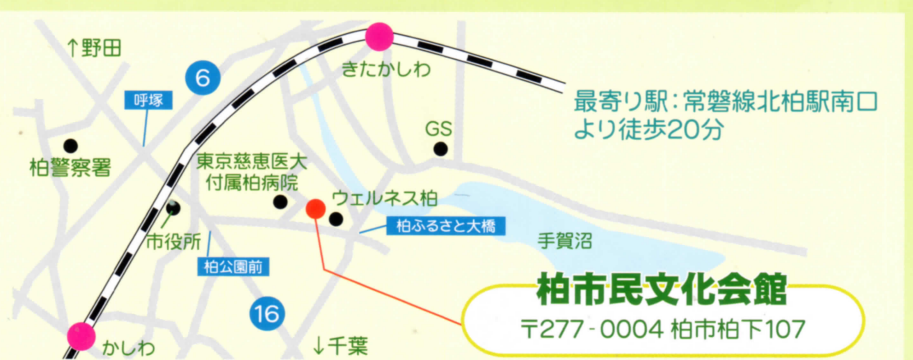 ↑野田
6
きたかしわ
呼塚
最寄り駅:常磐線北柏駅南口
より徒歩20分
GS
柏警察署
東京慈恵医大
付属柏病院
ウェルネス柏
柏ふるさと大橋
市役所
手賀沼
柏公園前
柏市民文化会館
16
〒277-0004 柏市柏下107
かしわ
↓千葉